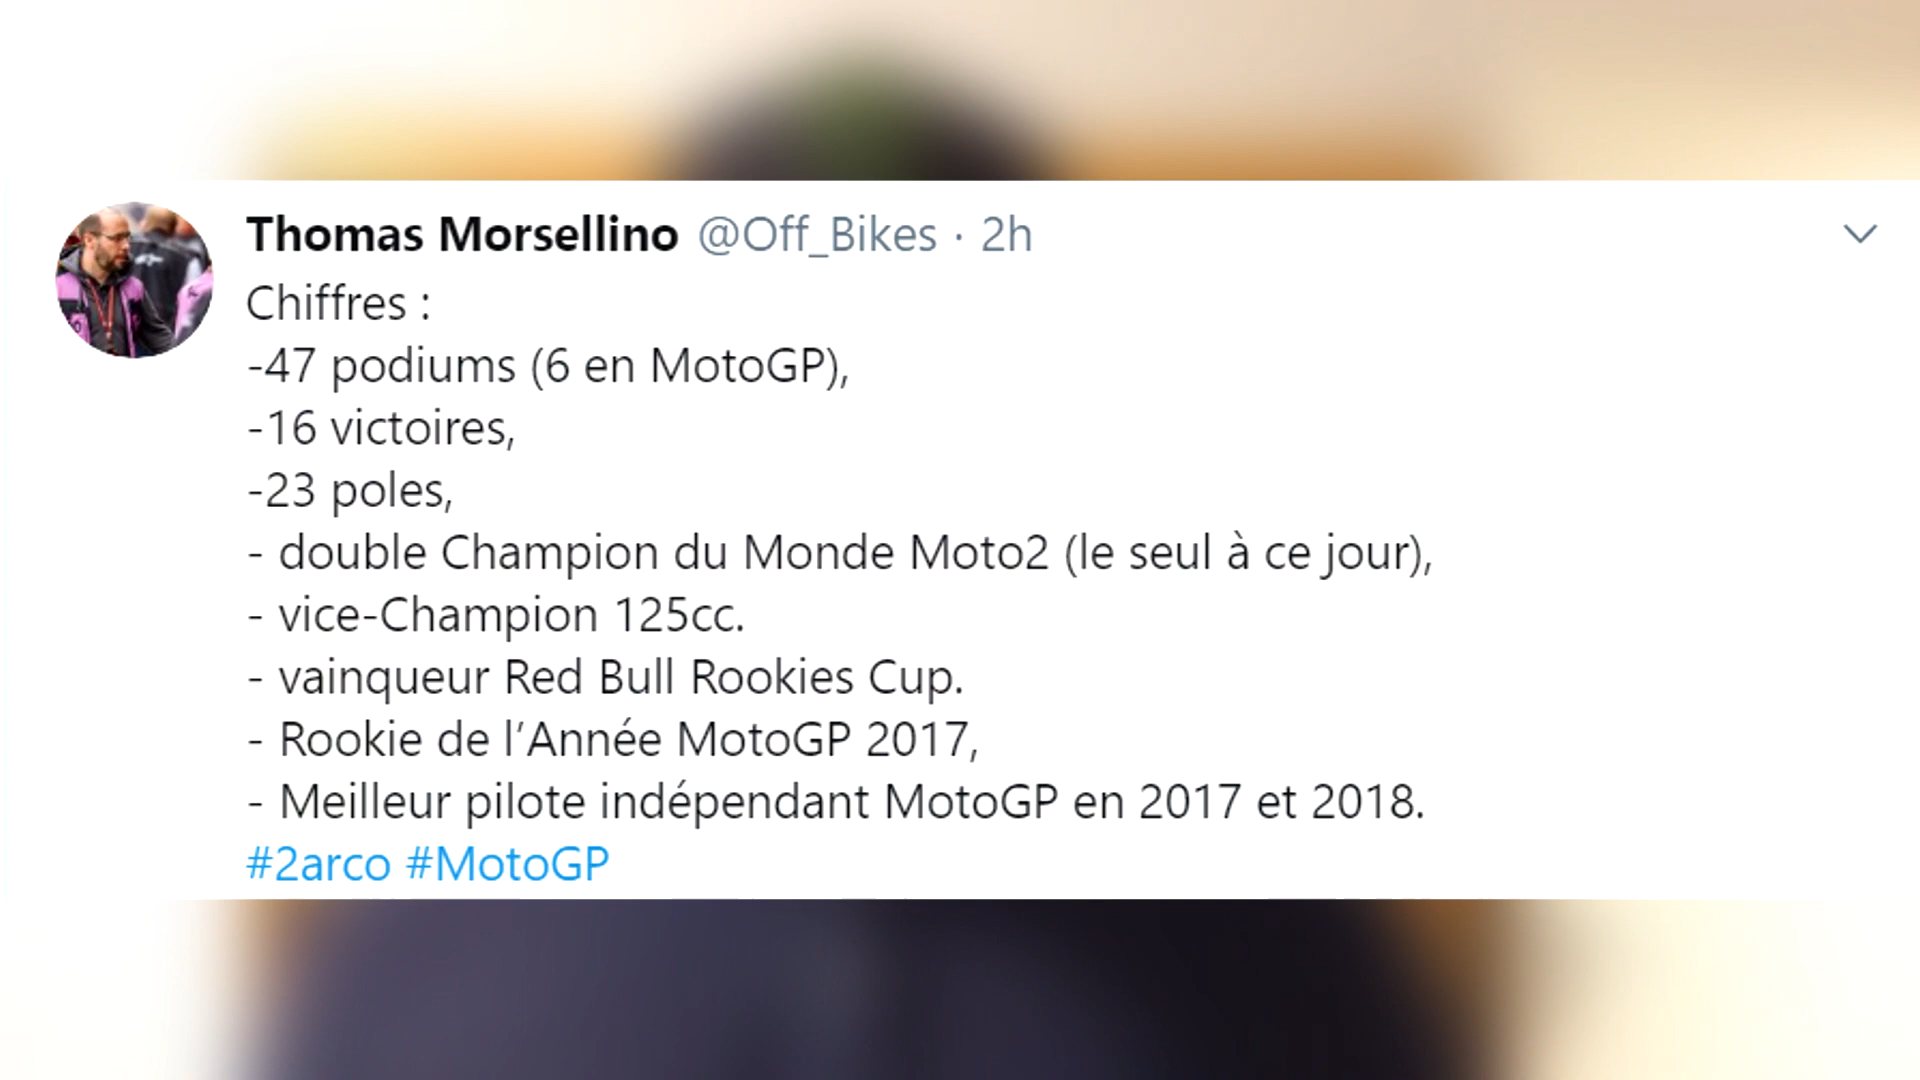 Thomas Morsellino @Off_Bikes · 2h
Chiffres :
-47 podiums (6 en MotoGP),
-16 victoires,
-23 poles,
- double Champion du Monde Moto2 (le seul à ce jour),
- vice-Champion 125cc.
- vainqueur Red Bull Rookies Cup.
- Rookie de l’Année MotoGP 2017,
- Meilleur pilote indépendant MotoGP en 2017 et 2018.
#2arco #MotoGP